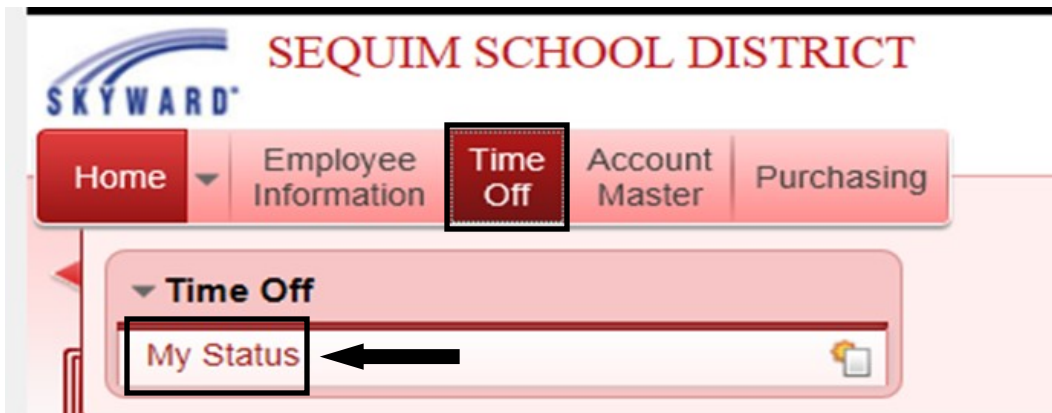 SKYWARD®
SEQUIM SCHOOL DISTRICT
Home
Employee
Information
Time
Off
Account
Master
Purchasing
Time Off
My Status